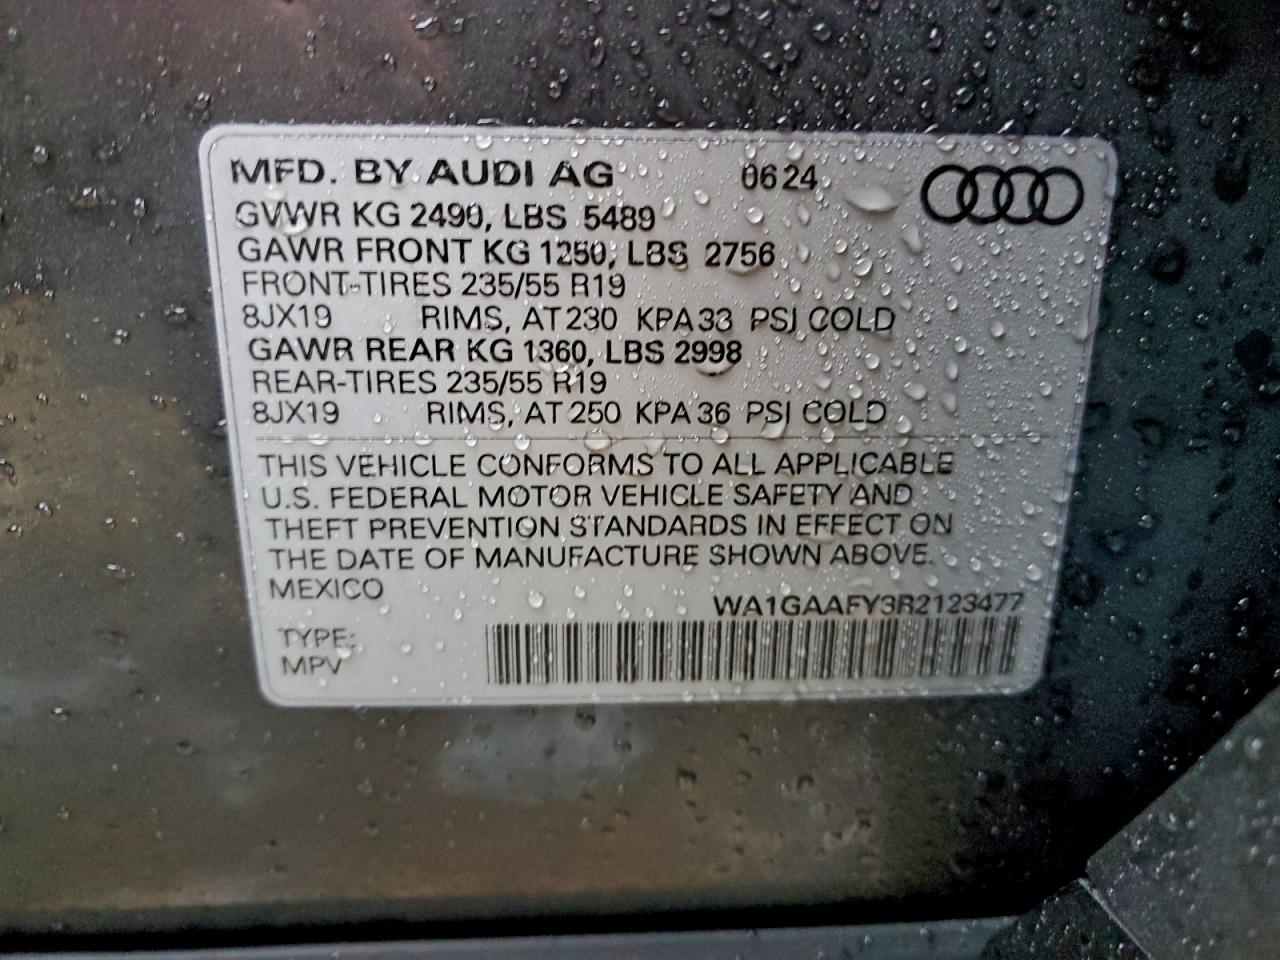 MFD. BY AUDI AG 06 24
GVWR KG 2490, LBS 5489
GAWR FRONT KG 1250, LBS 2756
FRONT-TIRES 235/55 R19
8JX19 RIMS, AT 230 KPA 33 PSI COLD
GAWR REAR KG 1360, LBS 2998
REAR-TIRES 235/55 R19
8JX19 RIMS, AT 250 KPA 36 PSI COLD
THIS VEHICLE CONFORMS TO ALL APPLICABLE
U.S. FEDERAL MOTOR VEHICLE SAFETY AND
THEFT PREVENTION STANDARDS IN EFFECT ON
THE DATE OF MANUFACTURE SHOWN ABOVE.
MEXICO
WA1GAAFY3R2123477
TYPE:
MPV